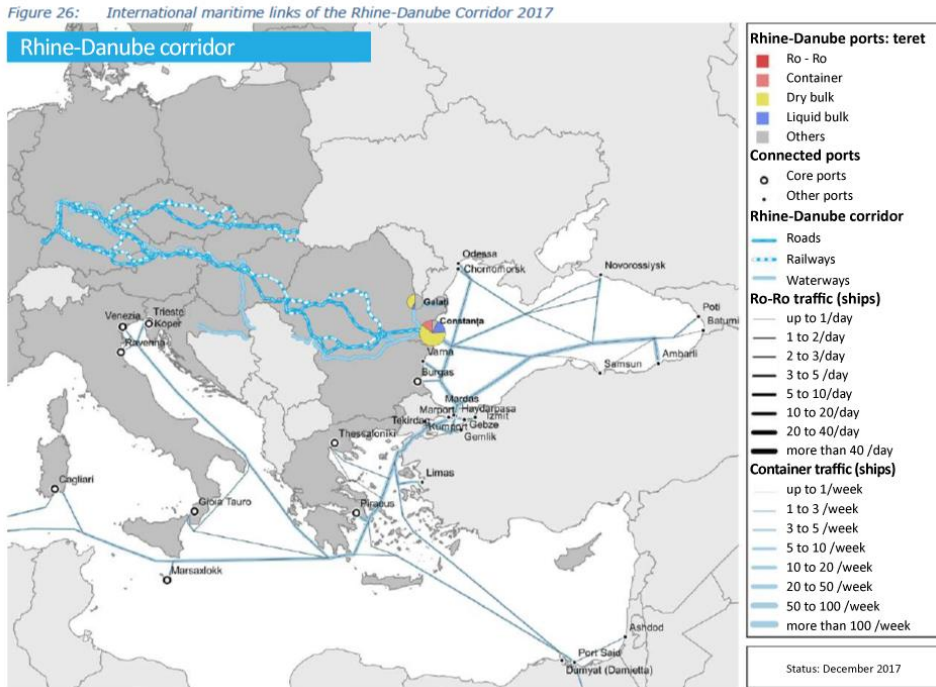 Figure 26: International maritime links of the Rhine-Danube Corridor 2017
Rhine-Danube corridor
Odessa
Chornomorsk
Novorossiysk
Galați
Constanța
Poti
Batumi
Trieste
Venezia
Koper
Ravenna
Varna
Burgas
Samsun
Ambarli
Mardas
Marport
Haydarpasa
Tekirdag
Kumport
Izmit
Gebze
Gemlik
Thessaloniki
Limas
Cagliari
Gioia Tauro
Piraeus
Marsaxlokk
Ashdod
Port Said
Dumyat (Damietta)
Rhine-Danube ports: teret
Ro - Ro
Container
Dry bulk
Liquid bulk
Others
Connected ports
Core ports
Other ports
Rhine-Danube corridor
Roads
Railways
Waterways
Ro-Ro traffic (ships)
up to 1/day
1 to 2/day
2 to 3/day
3 to 5 /day
5 to 10/day
10 to 20/day
20 to 40/day
more than 40 /day
Container traffic (ships)
up to 1/week
1 to 3 /week
3 to 5 /week
5 to 10 /week
10 to 20 /week
20 to 50 /week
50 to 100 /week
more than 100 /week
Status: December 2017